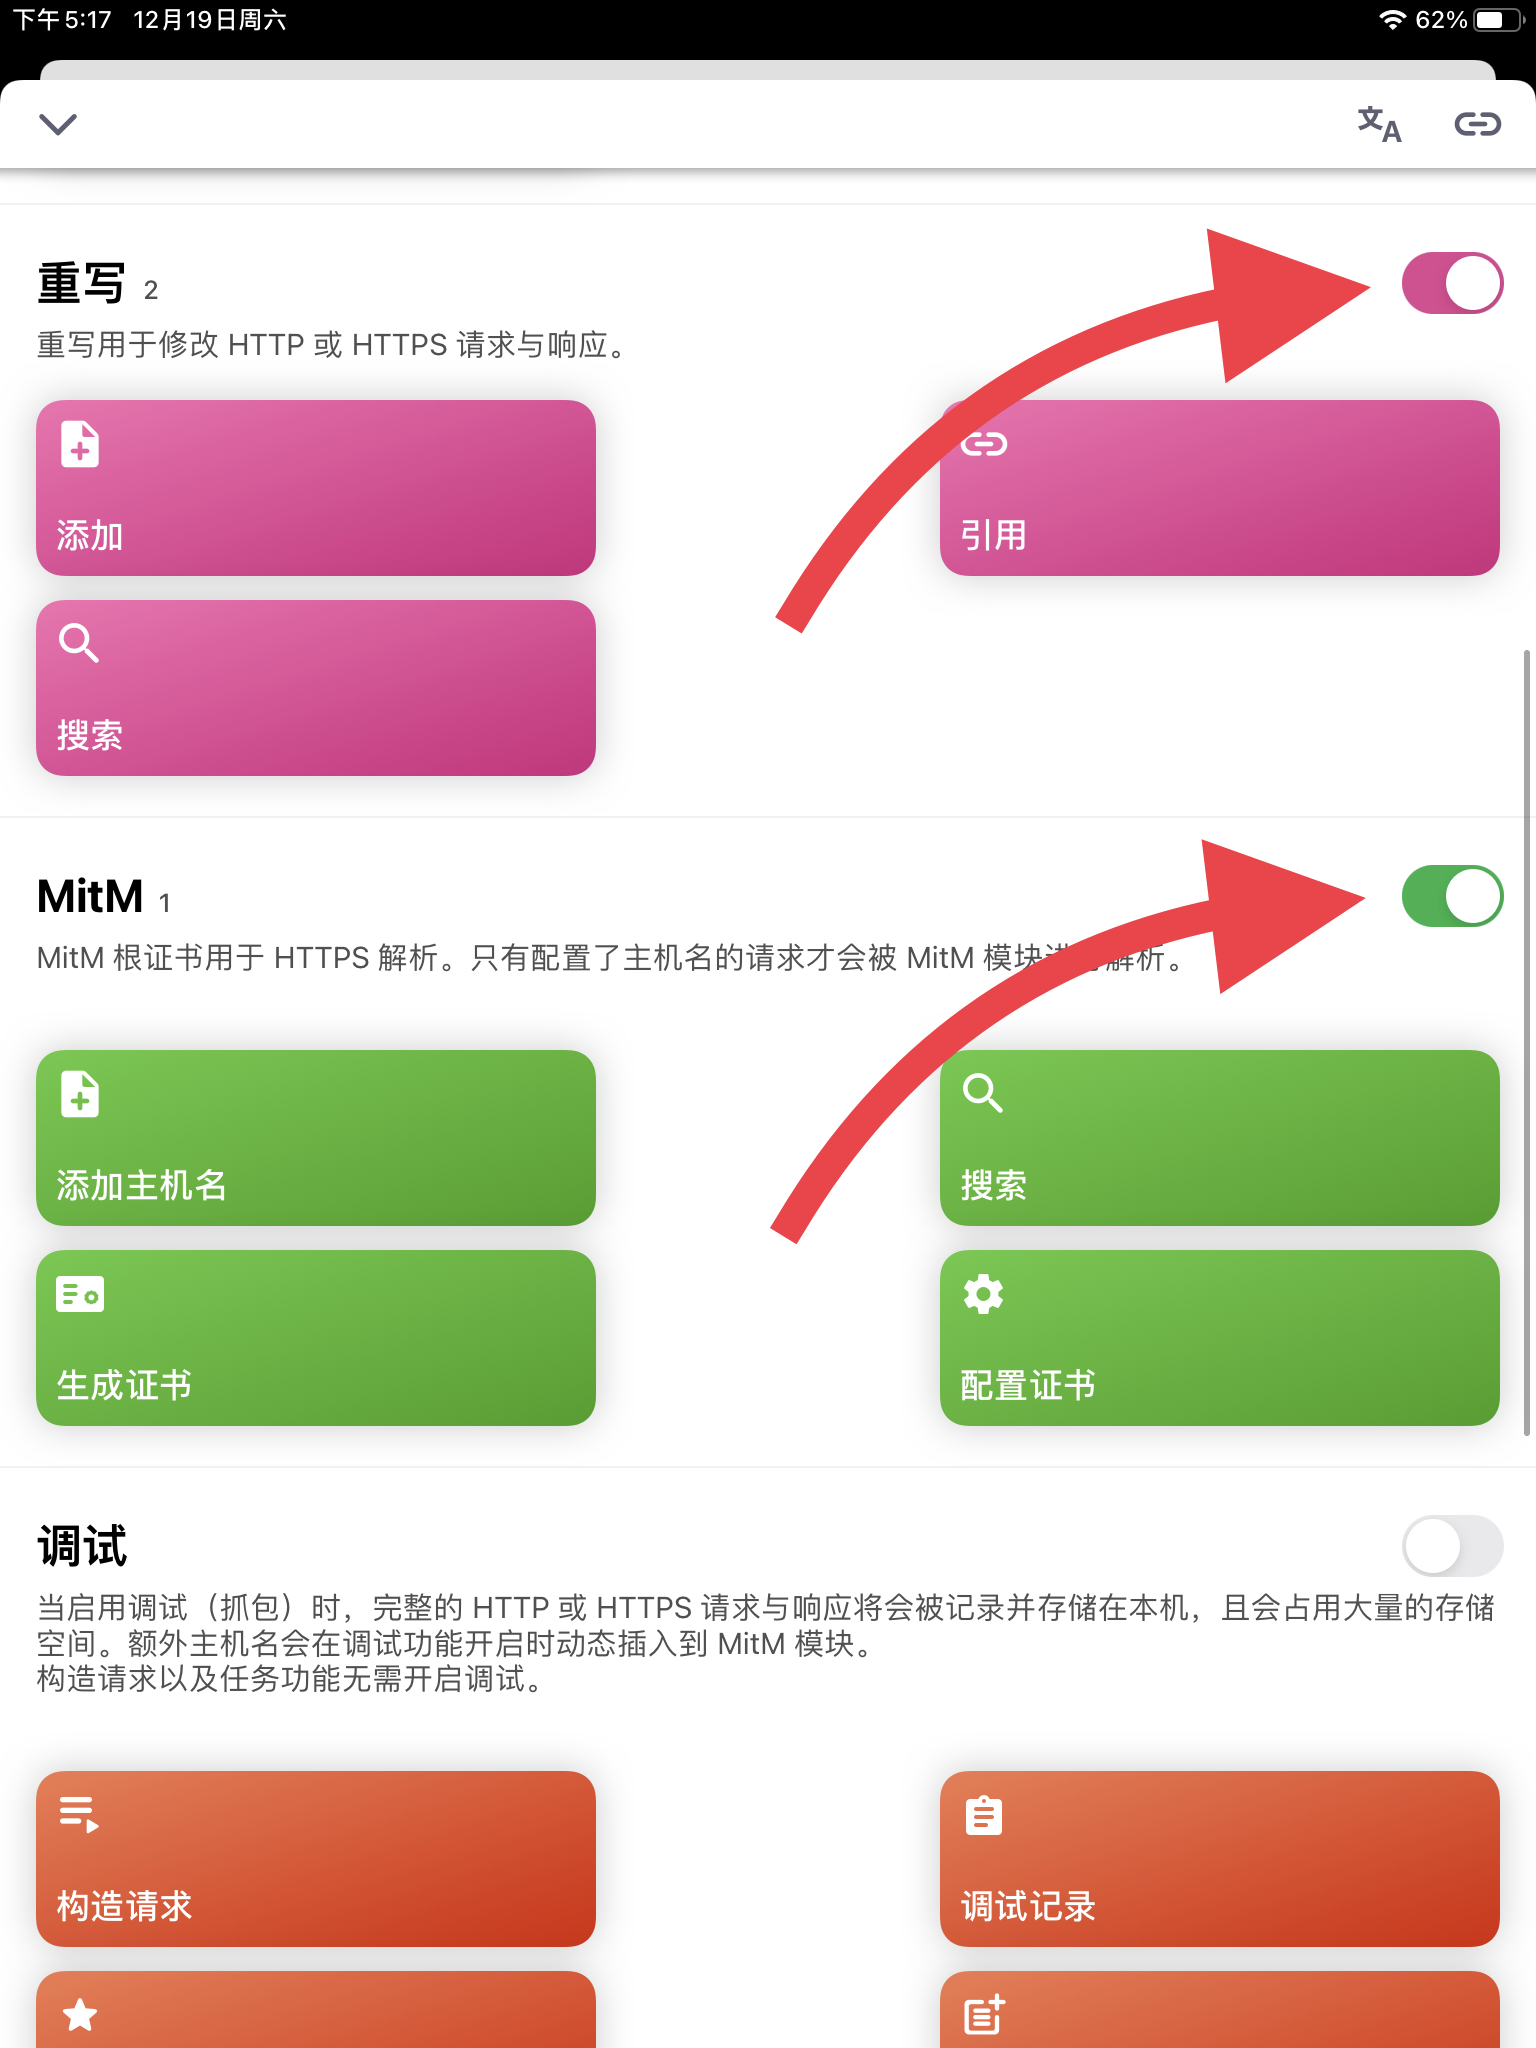 下午5:17 12月19日周六 62%
文A
重写 2
重写用于修改 HTTP 或 HTTPS 请求与响应。
添加
引用
搜索
MitM 1
MitM 根证书用于 HTTPS 解析。只有配置了主机名的请求才会被 MitM 模块 解析。
添加主机名
搜索
生成证书
配置证书
调试
当启用调试（抓包）时，完整的 HTTP 或 HTTPS 请求与响应将会被记录并存储在本机，且会占用大量的存储
空间。额外主机名会在调试功能开启时动态插入到 MitM 模块。
构造请求以及任务功能无需开启调试。
构造请求
调试记录